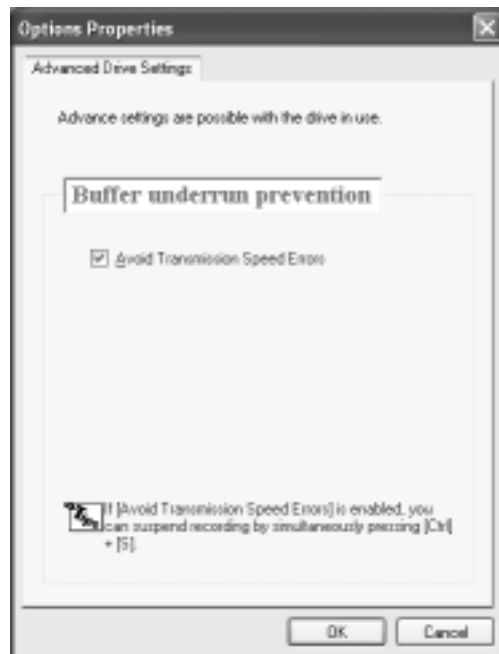 Options Properties
Advanced Drive Settings
Advance settings are possible with the drive in use.
Buffer underrun prevention
Avoid Transmission Speed Errors
If [Avoid Transmission Speed Errors] is enabled, you
can suspend recording by simultaneously pressing [Ctrl]
+ [S].
OK Cancel